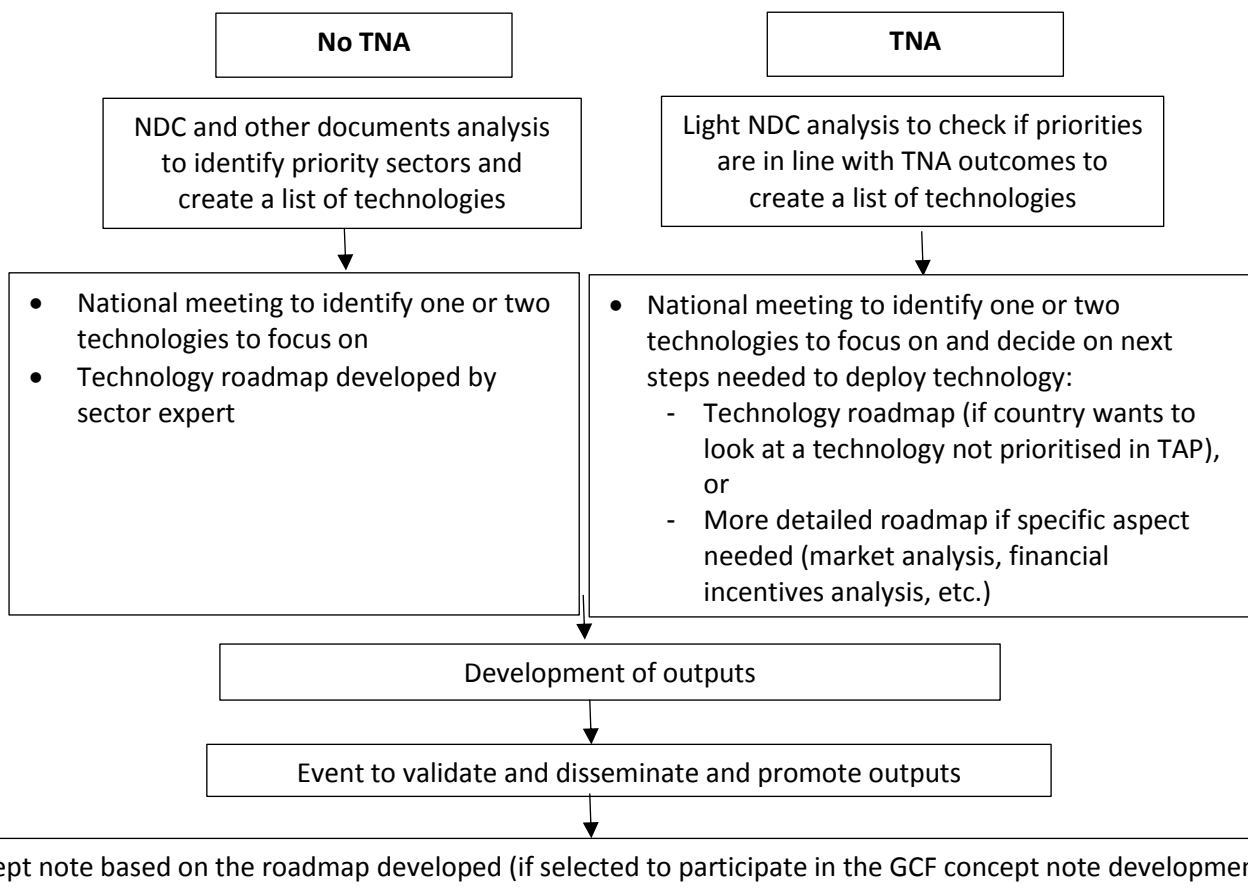 No TNA
TNA
NDC and other documents analysis
to identify priority sectors and
create a list of technologies
Light NDC analysis to check if priorities
are in line with TNA outcomes to
create a list of technologies
• National meeting to identify one or two
technologies to focus on
• Technology roadmap developed by
sector expert
• National meeting to identify one or two
technologies to focus on and decide on next
steps needed to deploy technology:
- Technology roadmap (if country wants to
look at a technology not prioritised in TAP),
or
- More detailed roadmap if specific aspect
needed (market analysis, financial
incentives analysis, etc.)
Development of outputs
Event to validate and disseminate and promote outputs
note based on the roadmap developed (if selected to participate in the GCF concept note